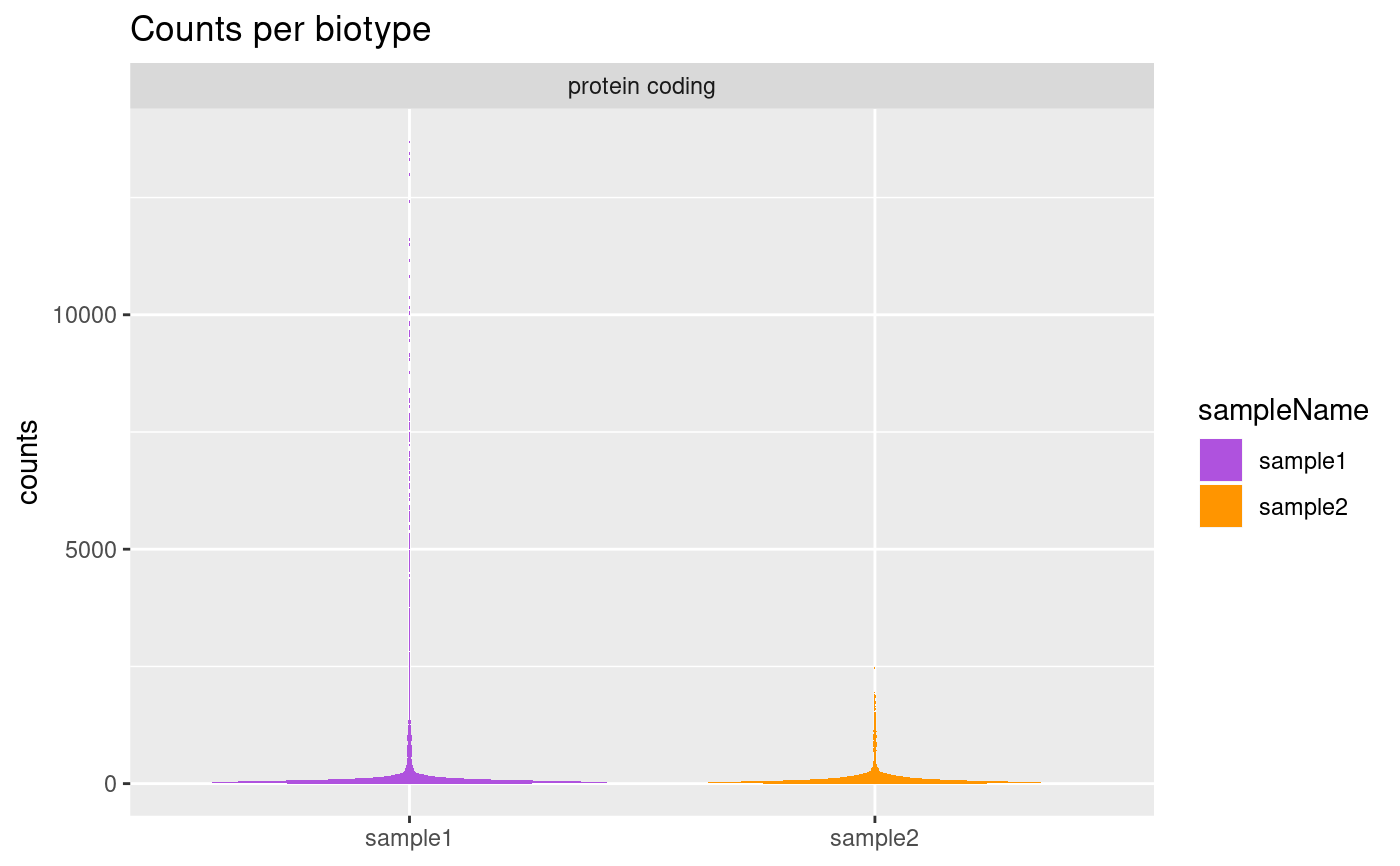 Counts per biotype
protein coding
10000
5000
0
counts
sample1
sample2
sampleName
sample1
sample2